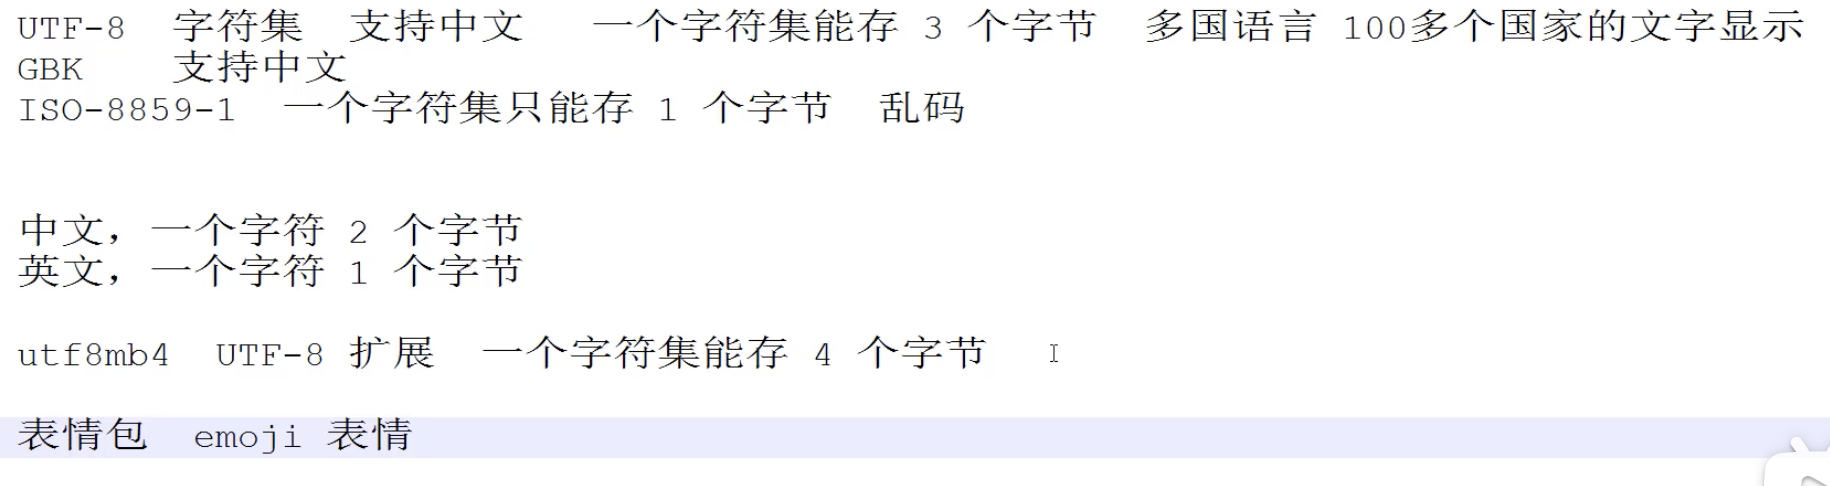 UTF-8 字符集 支持中文 一个字符集能存 3 个字节 多国语言 100多个国家的文字显示
GBK 支持中文
ISO-8859-1 一个字符集只能存 1 个字节 乱码
中文，一个字符 2 个字节
英文，一个字符 1 个字节
utf8mb4 UTF-8 扩展 一个字符集能存 4 个字节
表情包 emoji 表情